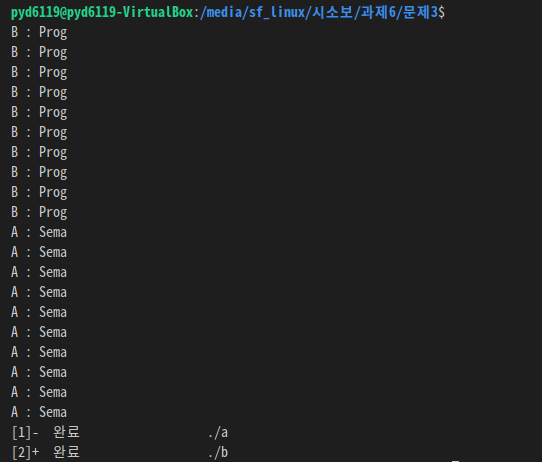 pyd6119@pyd6119-VirtualBox:/media/sf_linux/시소보/과제6/문제3$
B : Prog
B : Prog
B : Prog
B : Prog
B : Prog
B : Prog
B : Prog
B : Prog
B : Prog
B : Prog
A : Sema
A : Sema
A : Sema
A : Sema
A : Sema
A : Sema
A : Sema
A : Sema
A : Sema
A : Sema
[1]-  완료                  ./a
[2]+  완료                  ./b